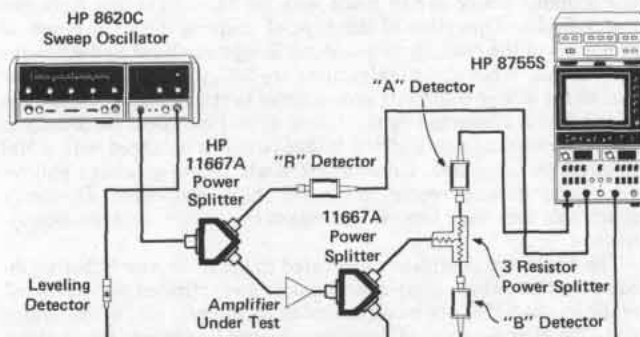 HP 8620C
Sweep Oscillator
HP 8755S
"A" Detector
HP
11667A
Power
Splitter
"R" Detector
11667A
Power
Splitter
Leveling
Detector
Amplifier
Under Test
3 Resistor
Power Splitter
"B" Detector